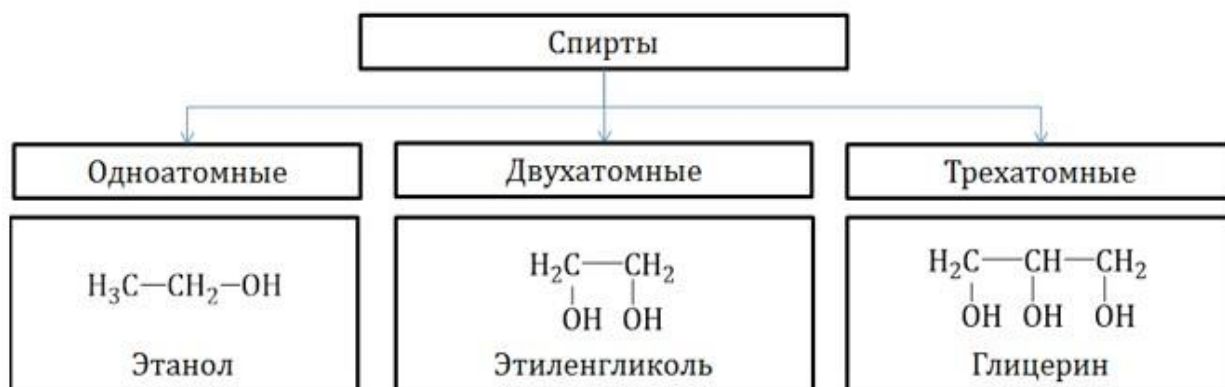 Спирты
Одноатомные
Двухатомные
Трехатомные
H₃C—CH₂—OH
Этанол
H₂C—CH₂
OH OH
Этиленгликоль
H₂C—CH—CH₂
OH OH OH
Глицерин